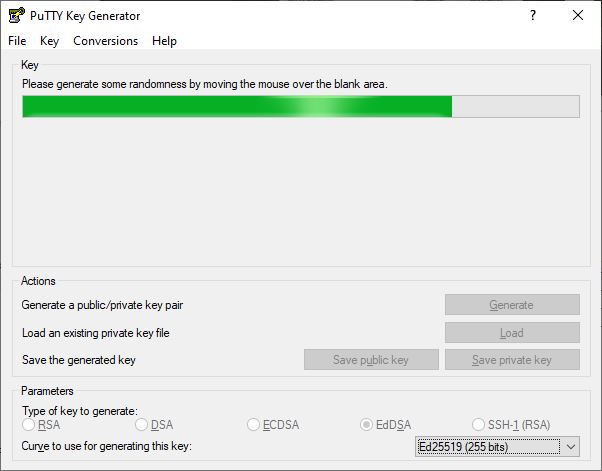 PuTTY Key Generator
File Key Conversions Help
Key
Please generate some randomness by moving the mouse over the blank area.
Actions
Generate a public/private key pair Generate
Load an existing private key file Load
Save the generated key Save public key Save private key
Parameters
Type of key to generate:
RSA DSA ECDSA EdDSA SSH-1 (RSA)
Curve to use for generating this key: Ed25519 (255 bits)